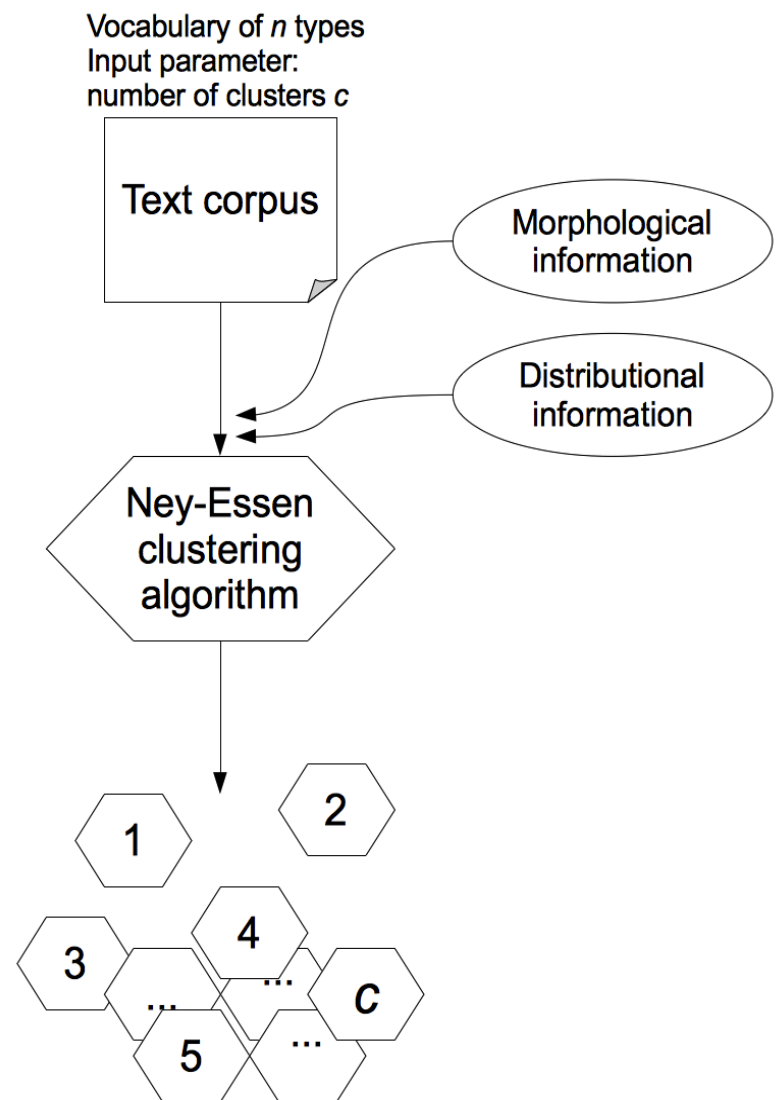 Vocabulary of n types
Input parameter:
number of clusters c
Text corpus
Morphological
information
Distributional
information
Ney-Essen
clustering
algorithm
1
2
3
4
...
...
c
5
...